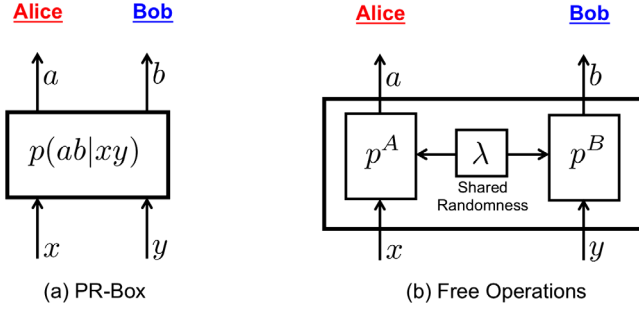 Alice Bob
a b
p(ab|xy)
x y
(a) PR-Box
Alice Bob
a b
p^A λ p^B
Shared
Randomness
x y
(b) Free Operations